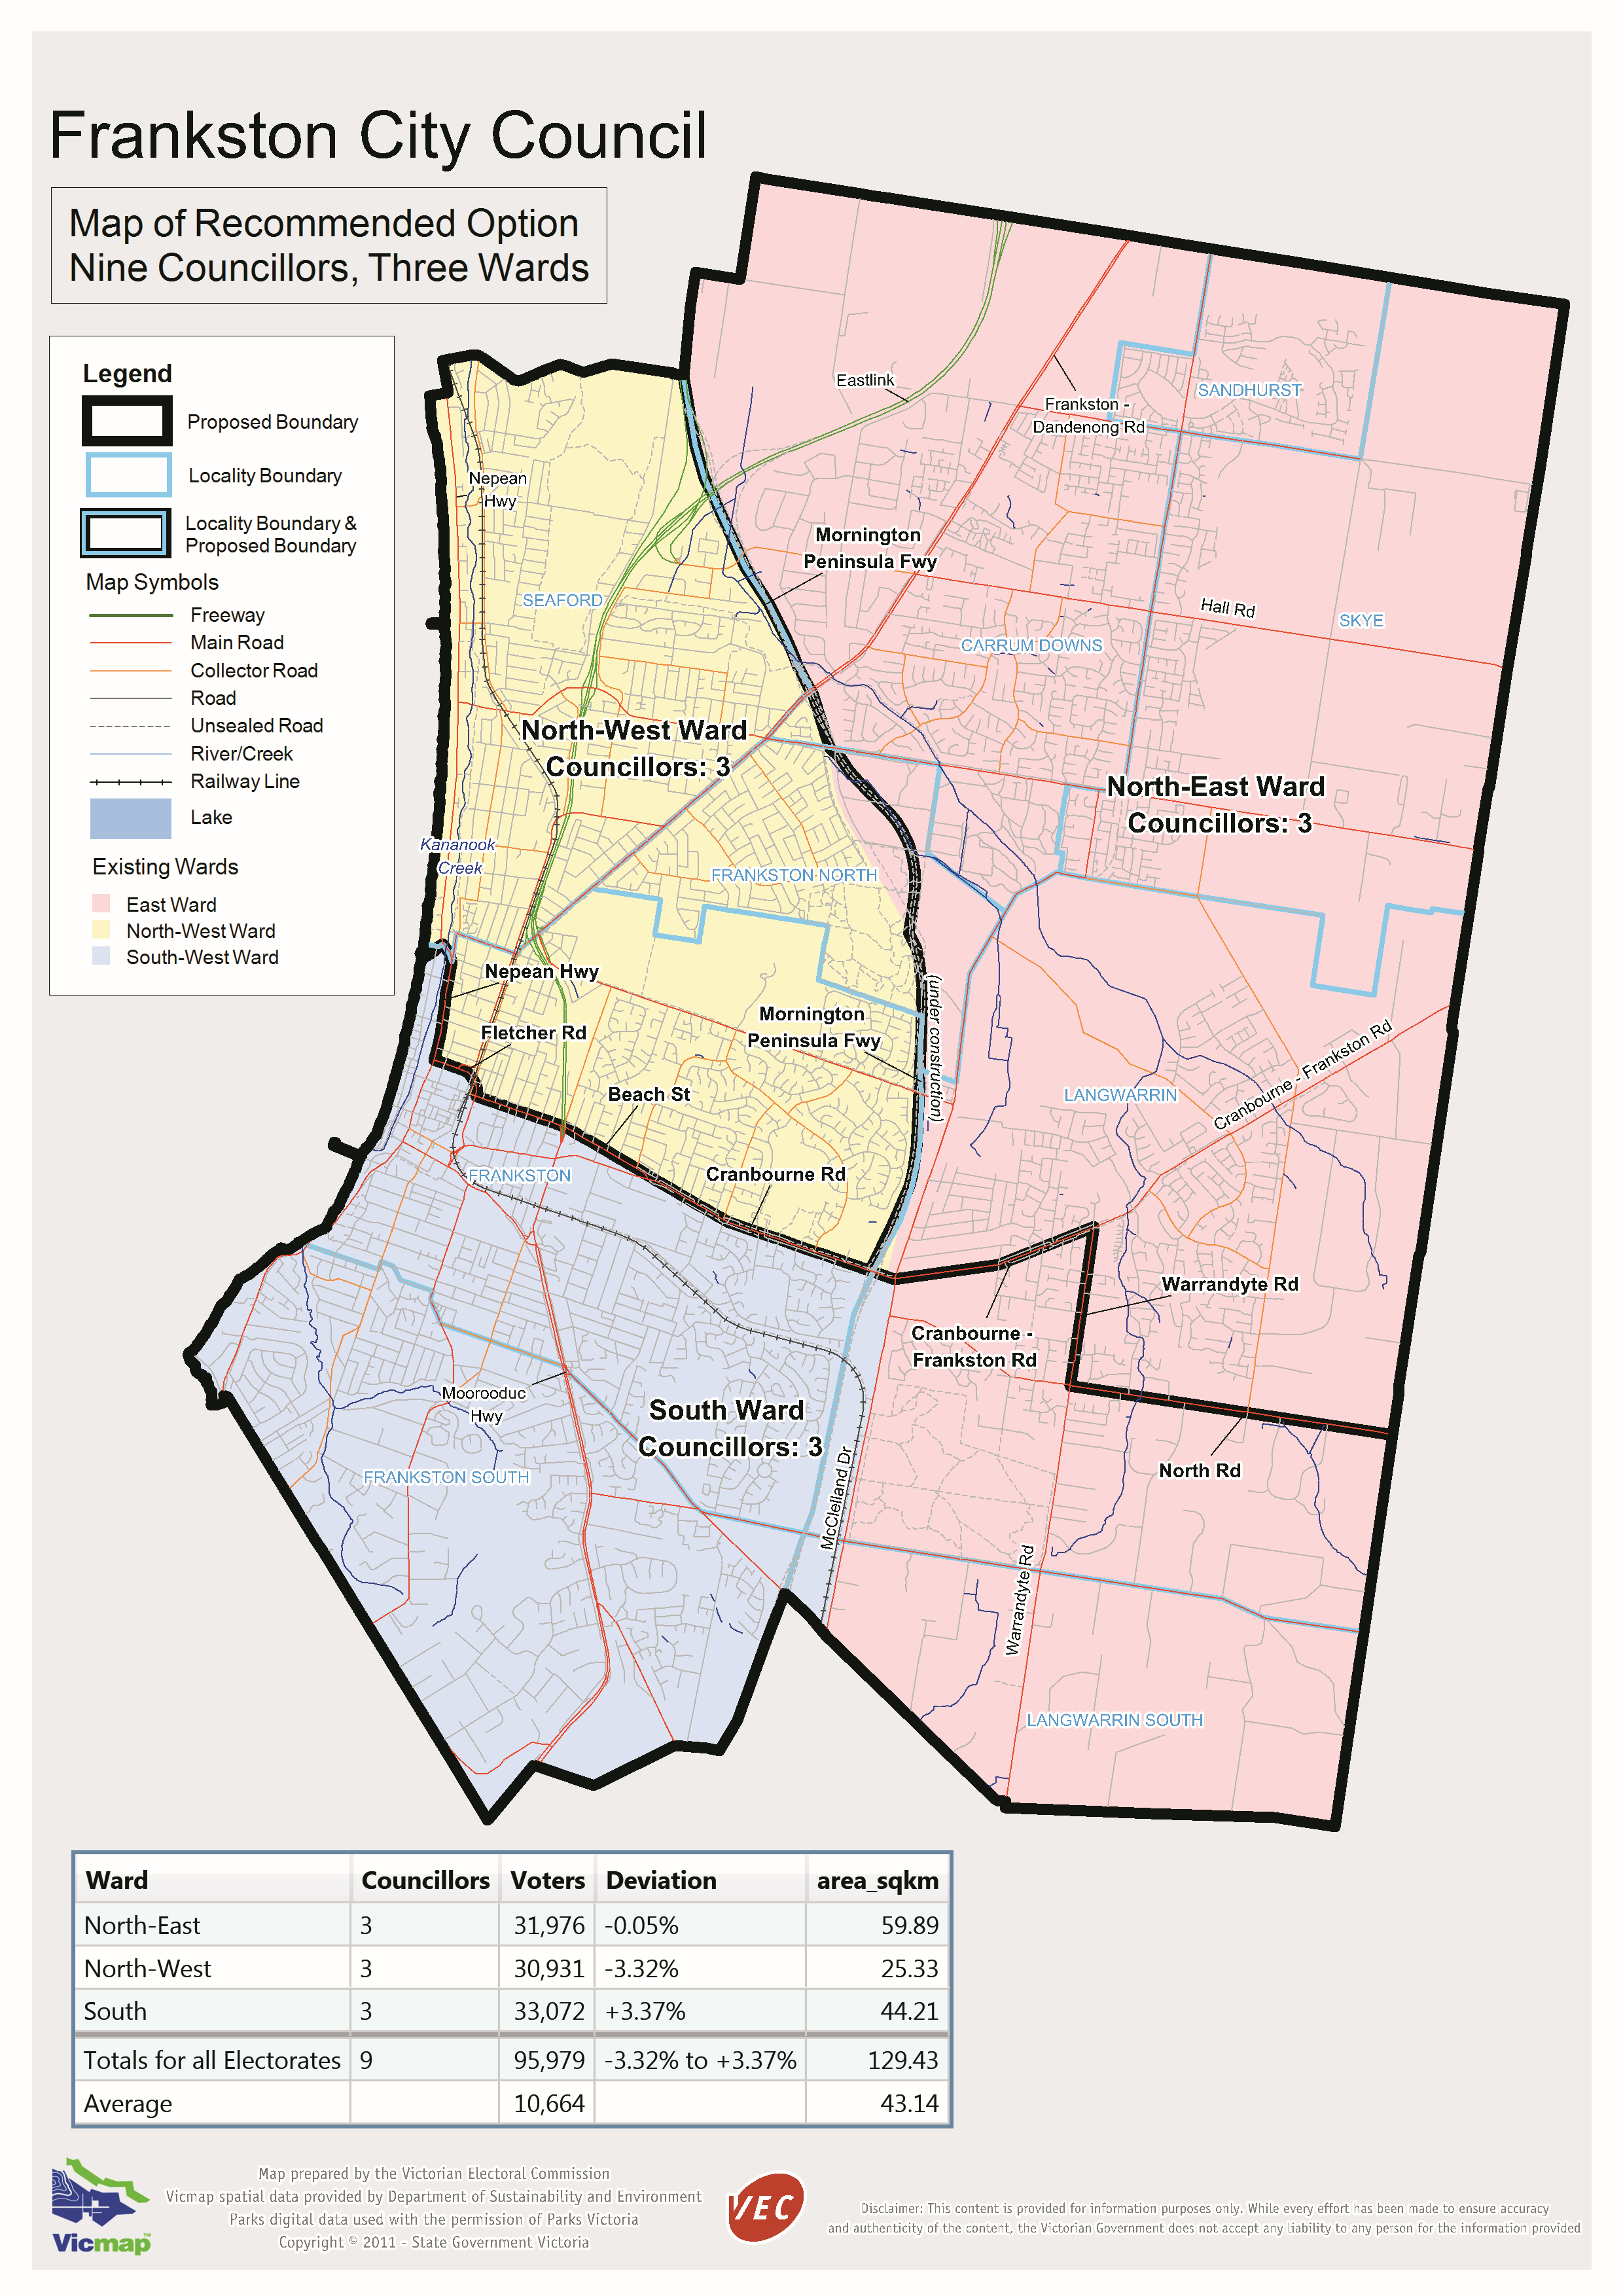 Frankston City Council
Map of Recommended Option
Nine Councillors, Three Wards
Legend
Proposed Boundary
Locality Boundary
Locality Boundary &
Proposed Boundary
Map Symbols
Freeway
Main Road
Collector Road
Road
Unsealed Road
River/Creek
Railway Line
Lake
Existing Wards
East Ward
North-West Ward
South-West Ward
Eastlink
Frankston -
Dandenong Rd
SANDHURST
Nepean
Hwy
Mornington
Peninsula Fwy
SEAFORD
Hall Rd
SKYE
CARRUM DOWNS
North-West Ward
Councillors: 3
North-East Ward
Councillors: 3
Kananook
Creek
FRANKSTON NORTH
Nepean Hwy
Fletcher Rd
Mornington
Peninsula Fwy
(under construction)
Beach St
LANGWARRIN
Cranbourne - Frankston Rd
FRANKSTON
Cranbourne Rd
Warrandyte Rd
Cranbourne -
Frankston Rd
Moorooduc
Hwy
South Ward
Councillors: 3
FRANKSTON SOUTH
McClelland Dr
North Rd
Warrandyte Rd
LANGWARRIN SOUTH
Ward Councillors Voters Deviation area_sqkm
North-East 3 31,976 -0.05% 59.89
North-West 3 30,931 -3.32% 25.33
South 3 33,072 +3.37% 44.21
Totals for all Electorates 9 95,979 -3.32% to +3.37% 129.43
Average 10,664 43.14
Vicmap™
Map prepared by the Victorian Electoral Commission
Vicmap spatial data provided by Department of Sustainability and Environment
Parks digital data used with the permission of Parks Victoria
Copyright © 2011 - State Government Victoria
VEC
Disclaimer: This content is provided for information purposes only. While every effort has been made to ensure accuracy
and authenticity of the content, the Victorian Government does not accept any liability to any person for the information provided